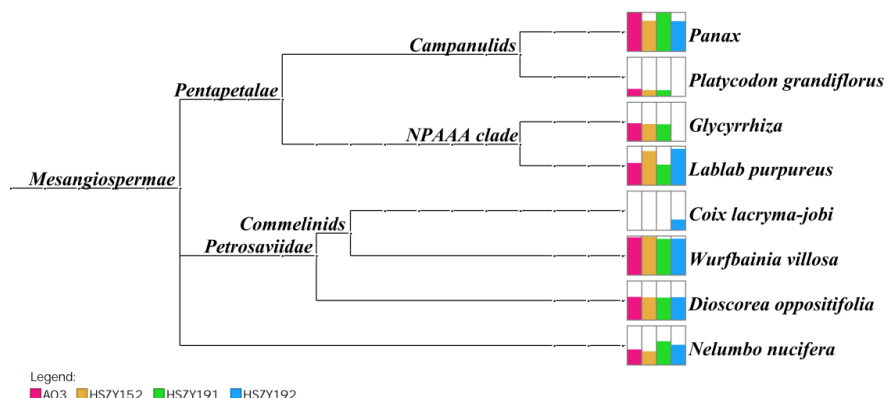 Campanulids
Panax
Platycodon grandiflorus
Pentapetalae
NPAAA clade
Glycyrrhiza
Lablab purpureus
Mesangiospermae
Commelinids
Coix lacryma-jobi
Petrosaviidae
Wurfbainia villosa
Dioscorea oppositifolia
Nelumbo nucifera
Legend:
AO3 HSZY152 HSZY191 HSZY192